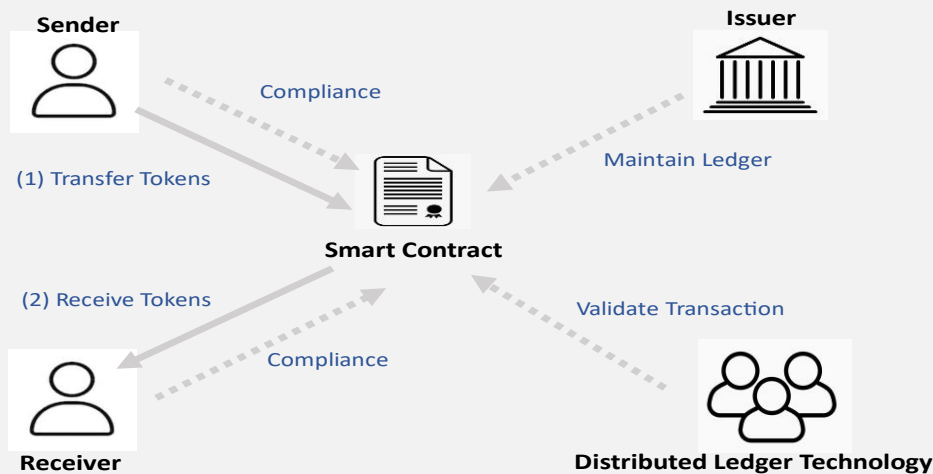 Sender
Issuer
Compliance
Maintain Ledger
(1) Transfer Tokens
Smart Contract
(2) Receive Tokens
Validate Transaction
Compliance
Receiver
Distributed Ledger Technology